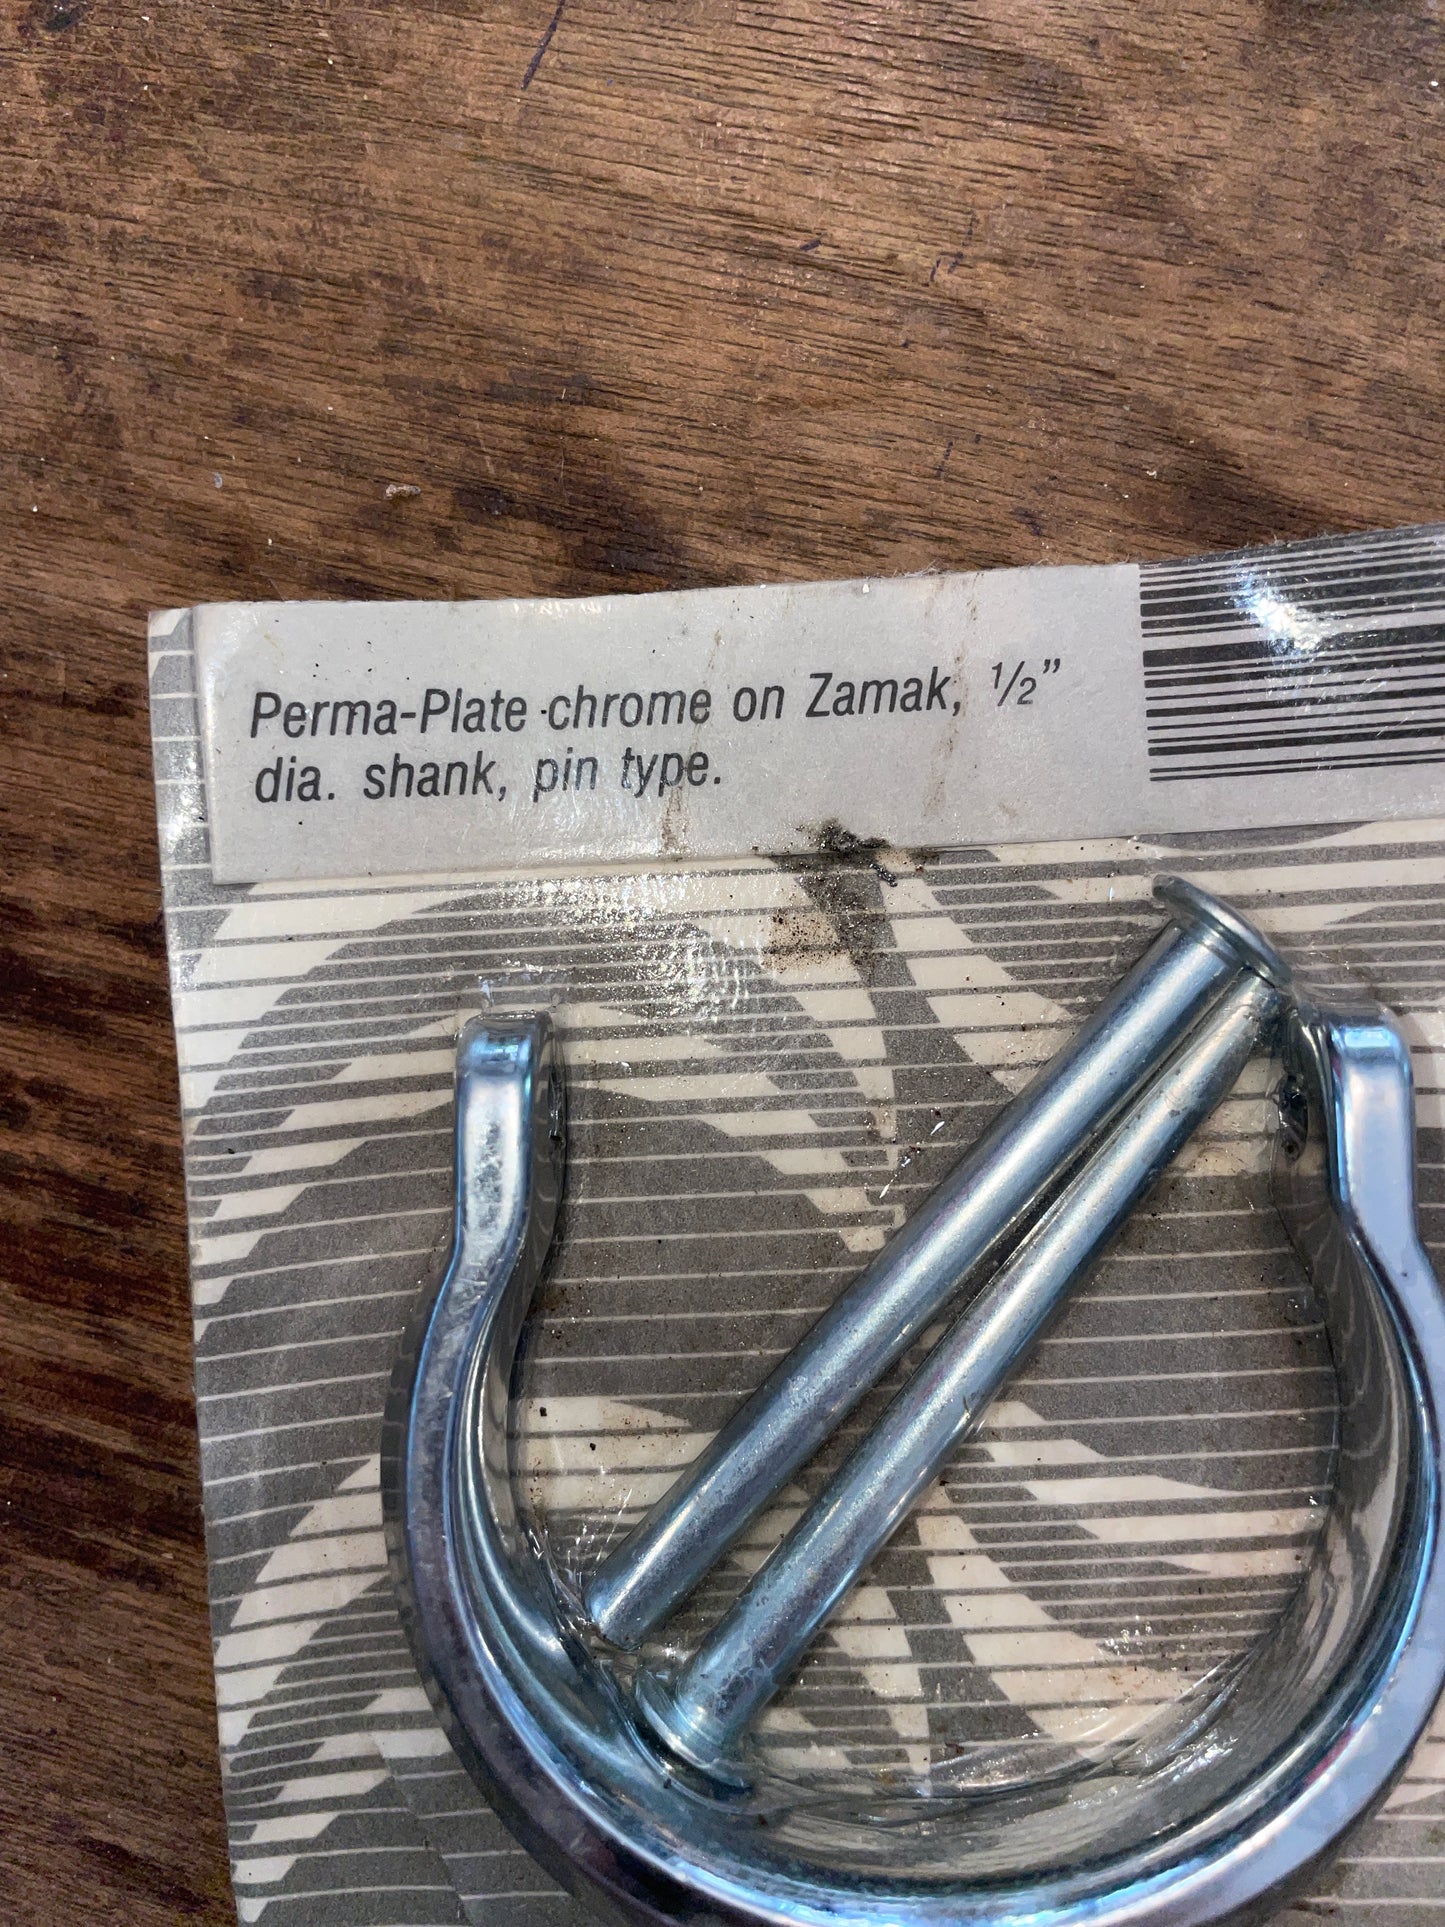 Perma-Plate chrome on Zamak, ½”
dia. shank, pin type.